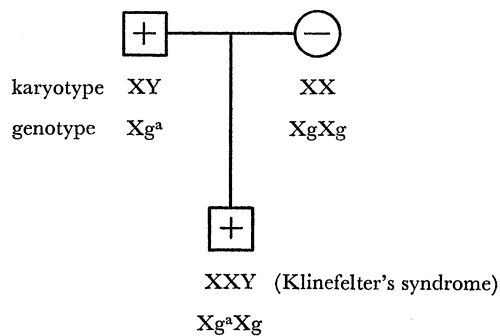 + −
karyotype XY XX
genotype Xgᵃ XgXg
+
XXY (Klinefelter's syndrome)
XgᵃXg